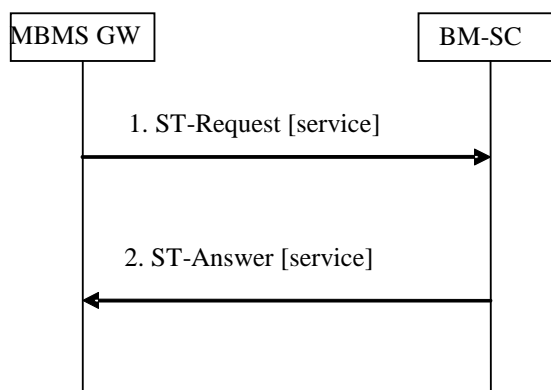 MBMS GW
BM-SC
1. ST-Request [service]
2. ST-Answer [service]